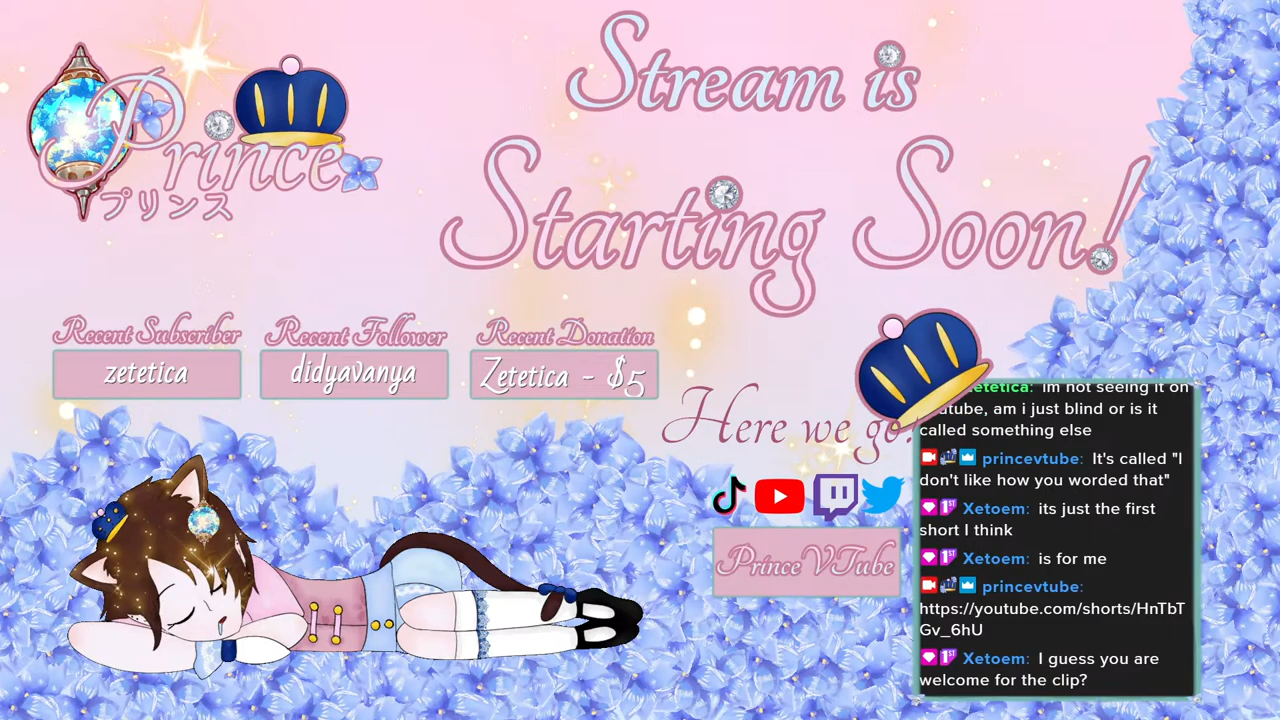 Prince
プリンス
Stream is
Starting Soon!
Recent Subscriber
zetetica
Recent Follower
didyavanya
Recent Donation
Zetetica - $5
Here we go!
Prince VTube
zetetica: im not seeing it on
am i just blind or is it
called something else
princevtube: It's called "I
don't like how you worded that"
Xetoem: its just the first
short I think
Xetoem: is for me
princevtube:
https://youtube.com/shorts/HnTbT
Gv_6hU
Xetoem: I guess you are
welcome for the clip?